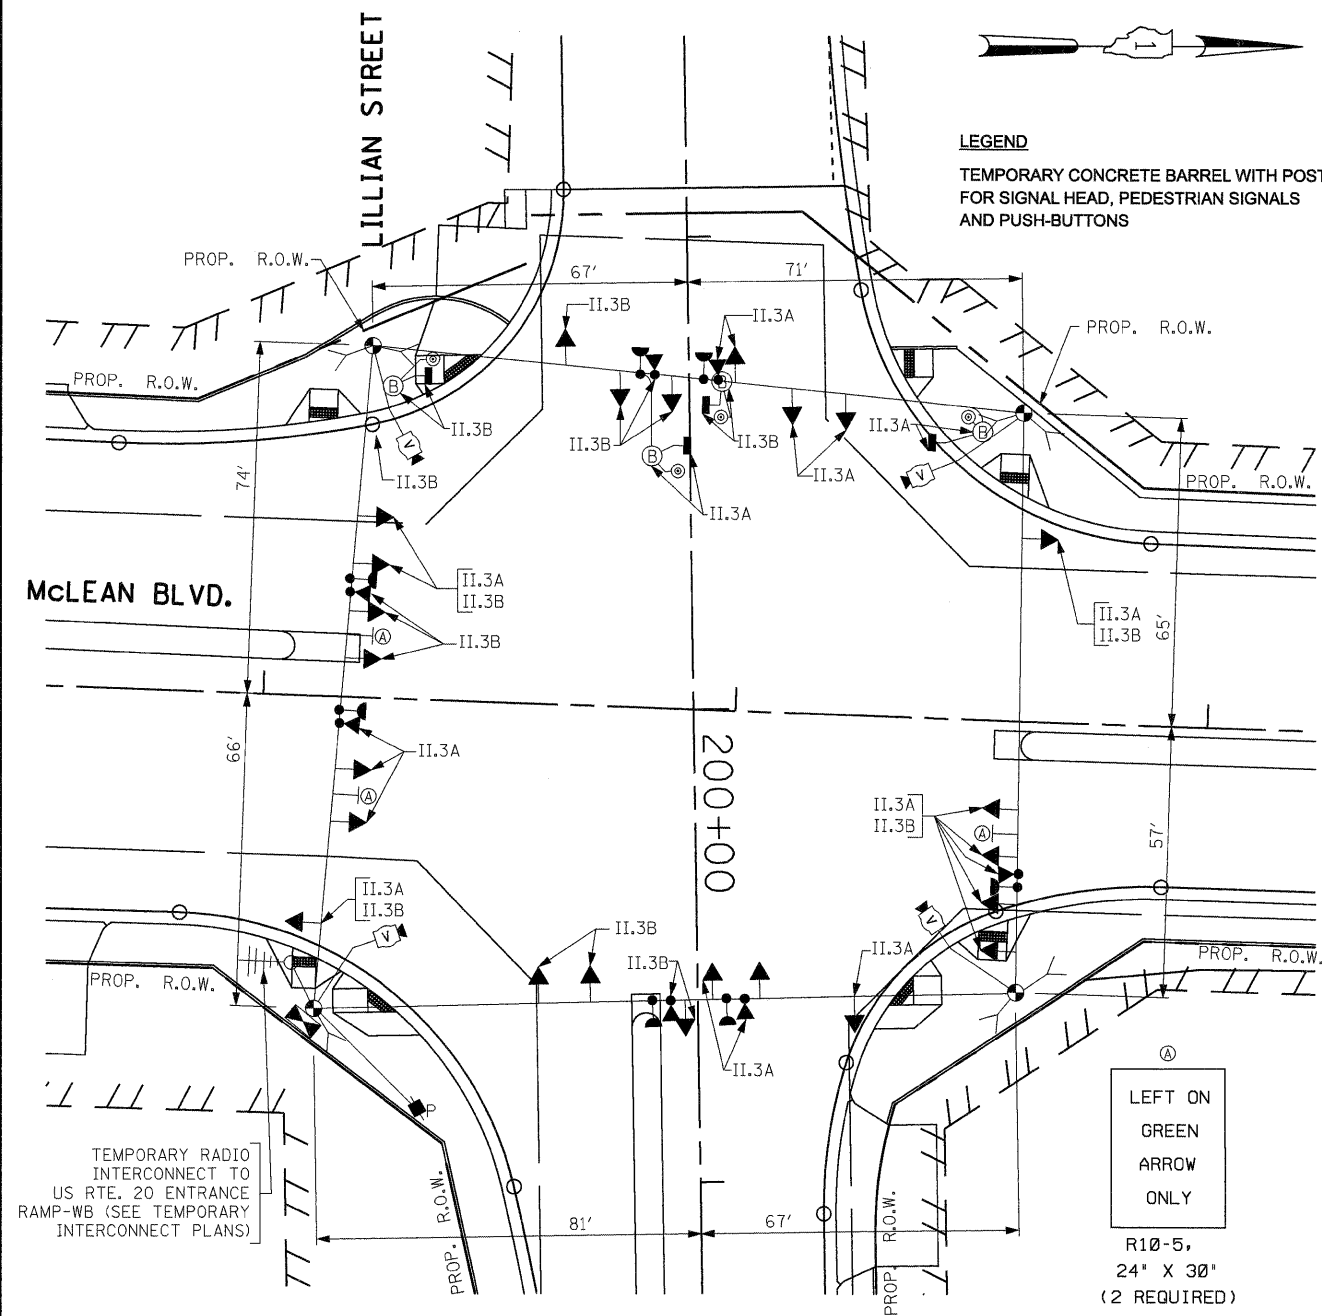 LILLIAN STREET
1
LEGEND
TEMPORARY CONCRETE BARREL WITH POST
FOR SIGNAL HEAD, PEDESTRIAN SIGNALS
AND PUSH-BUTTONS
PROP. R.O.W.
67'
71'
II.3B
II.3A
PROP. R.O.W.
PROP. R.O.W.
B
B
II.3B
V
II.3B
II.3B
II.3A
B
II.3A
B
V
PROP. R.O.W.
74'
II.3B
II.3A
McLEAN BLVD.
II.3A
II.3B
A
II.3B
II.3A
II.3B
65'
66'
II.3A
A
200+00
II.3A
II.3B
A
57'
II.3A
II.3B
V
V
II.3B
II.3B
II.3A
PROP. R.O.W.
PROP. R.O.W.
II.3A
P
A
LEFT ON
GREEN
ARROW
ONLY
R10-5,
24" X 30"
(2 REQUIRED)
TEMPORARY RADIO
INTERCONNECT TO
US RTE. 20 ENTRANCE
RAMP-WB (SEE TEMPORARY
INTERCONNECT PLANS)
PROP. R.O.W.
81'
67'
PROP. R.O.W.